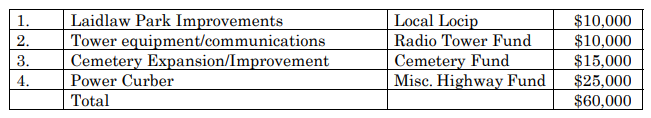 1. Laidlaw Park Improvements Local Locip $10,000
2. Tower equipment/communications Radio Tower Fund $10,000
3. Cemetery Expansion/Improvement Cemetery Fund $15,000
4. Power Curber Misc. Highway Fund $25,000
Total $60,000